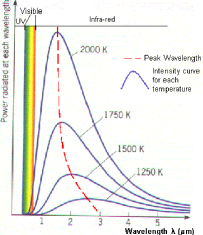 Visible
UV
Infra-red
Power radiated at each wavelength
2000 K
Peak Wavelength
Intensity curve
for each
temperature
1750 K
1500 K
1250 K
1
2
3
4
5
Wavelength λ (µm)